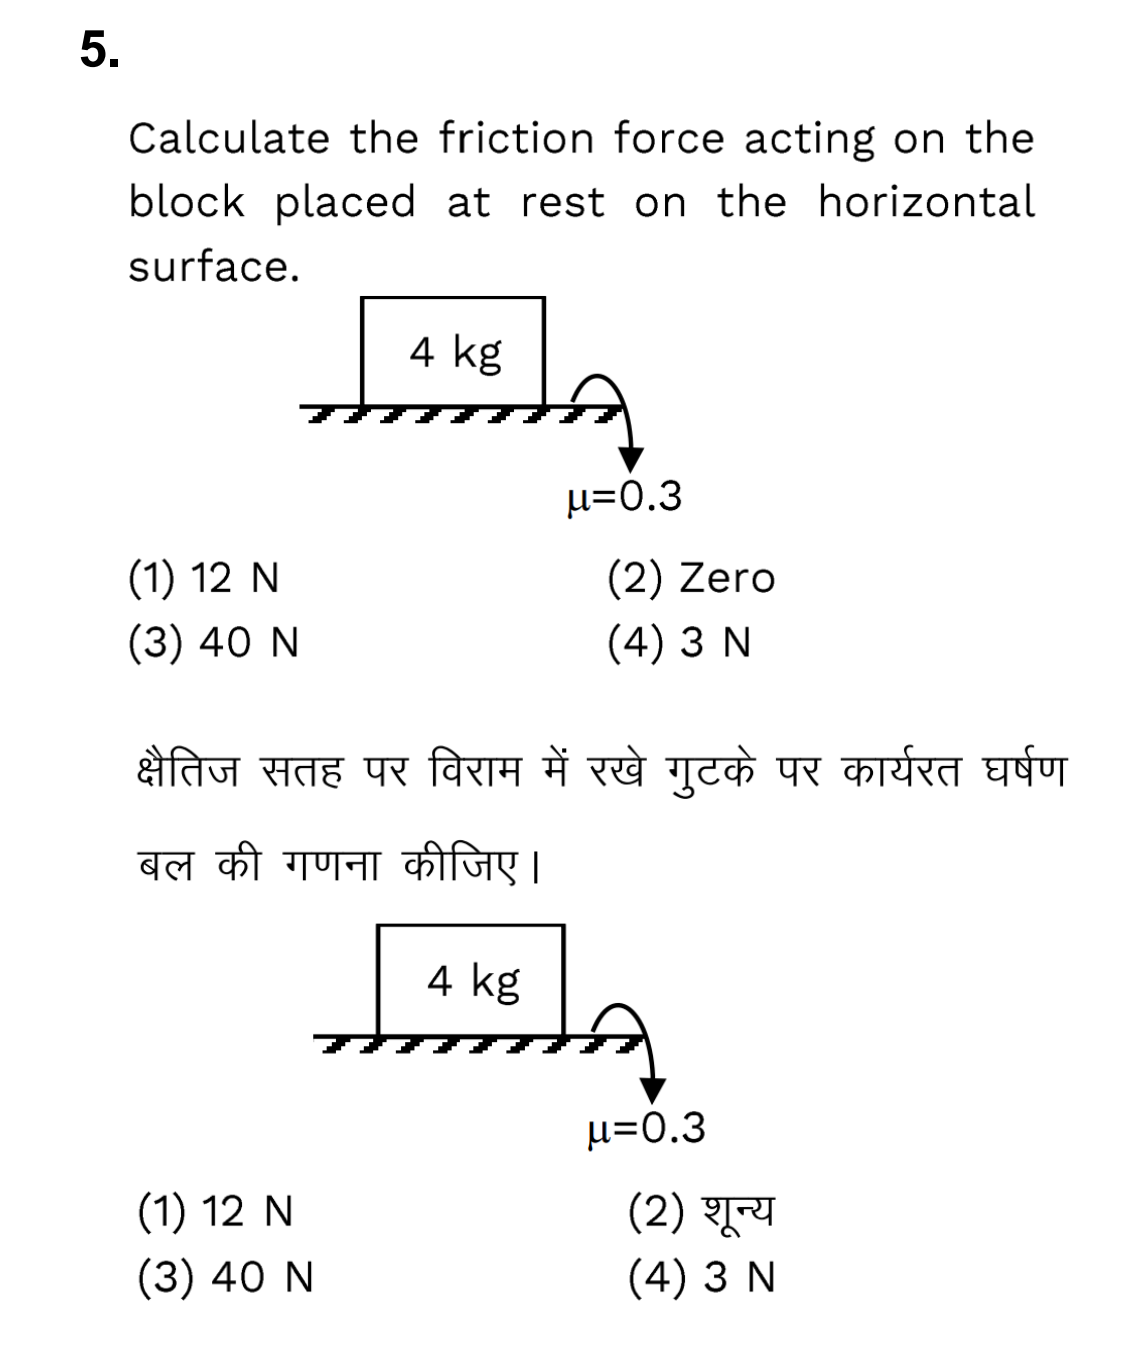 5.
Calculate the friction force acting on the
block placed at rest on the horizontal
surface.
4 kg
μ=0.3
(1) 12 N (2) Zero
(3) 40 N (4) 3 N
क्षैतिज सतह पर विराम में रखे गुटके पर कार्यरत घर्षण
बल की गणना कीजिए।
4 kg
μ=0.3
(1) 12 N (2) शून्य
(3) 40 N (4) 3 N